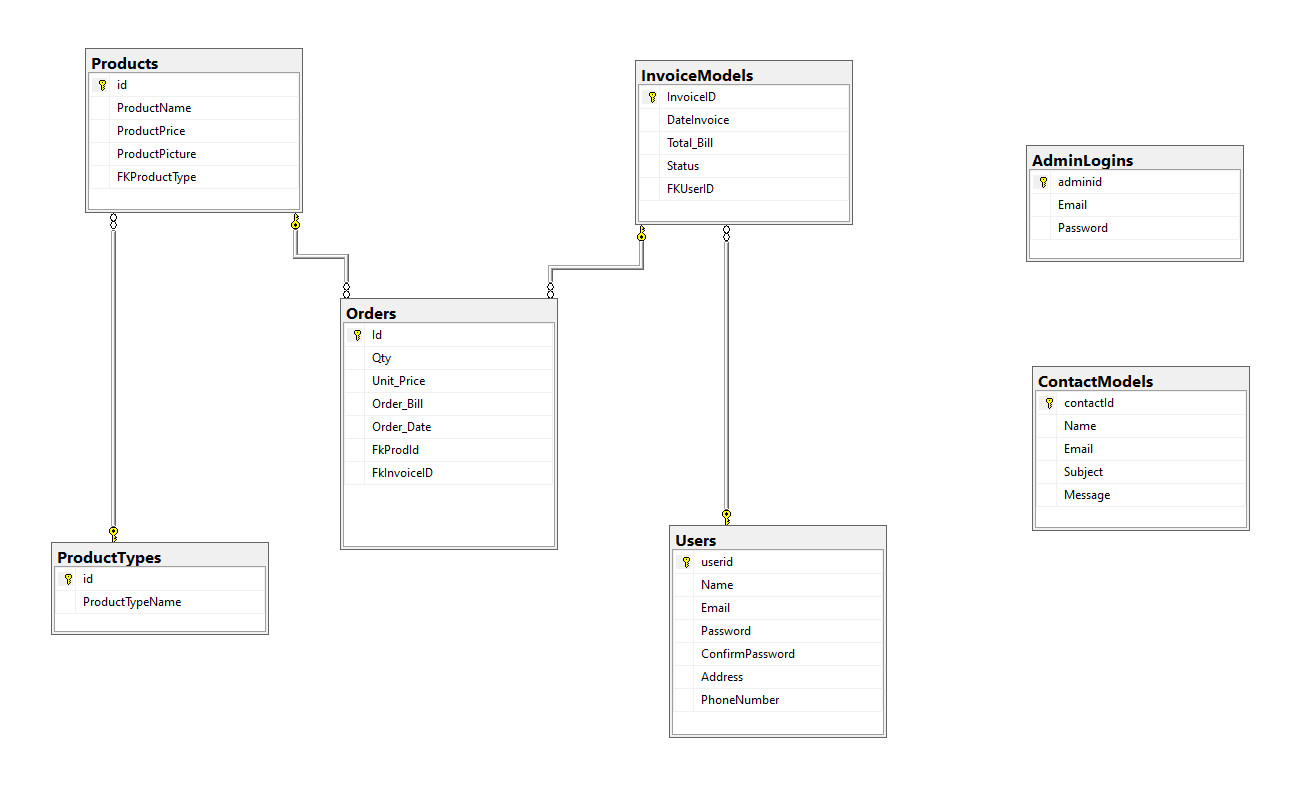 Products
id
ProductName
ProductPrice
ProductPicture
FKProductType
InvoiceModels
InvoiceID
DateInvoice
Total_Bill
Status
FKUserID
AdminLogins
adminid
Email
Password
Orders
Id
Qty
Unit_Price
Order_Bill
Order_Date
FkProdId
FkInvoiceID
ContactModels
contactId
Name
Email
Subject
Message
ProductTypes
id
ProductTypeName
Users
userid
Name
Email
Password
ConfirmPassword
Address
PhoneNumber